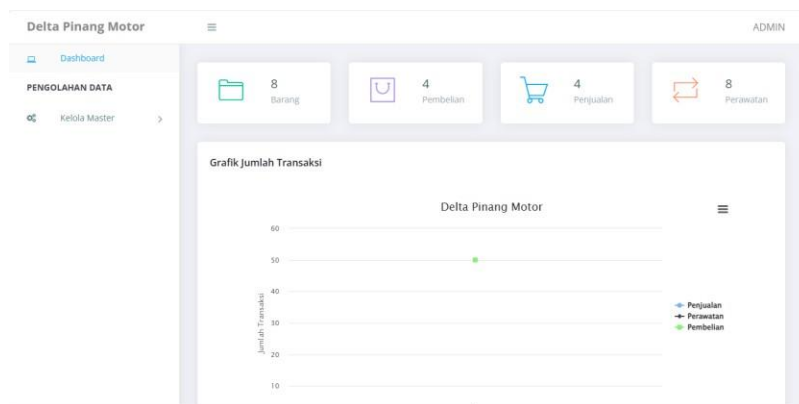 Delta Pinang Motor
ADMIN
Dashboard
PENGOLAHAN DATA
Kelola Master
8
Barang
4
Pembelian
4
Penjualan
8
Perawatan
Grafik Jumlah Transaksi
Delta Pinang Motor
60
50
40
30
20
10
Jumlah Transaksi
Penjualan
Perawatan
Pembelian